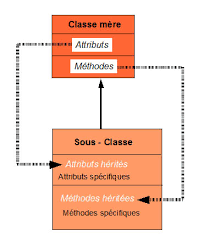 Classe mère
Attributs
Méthodes
Sous - Classe
Attributs hérités
Attributs spécifiques
Méthodes héritées
Méthodes spécifiques